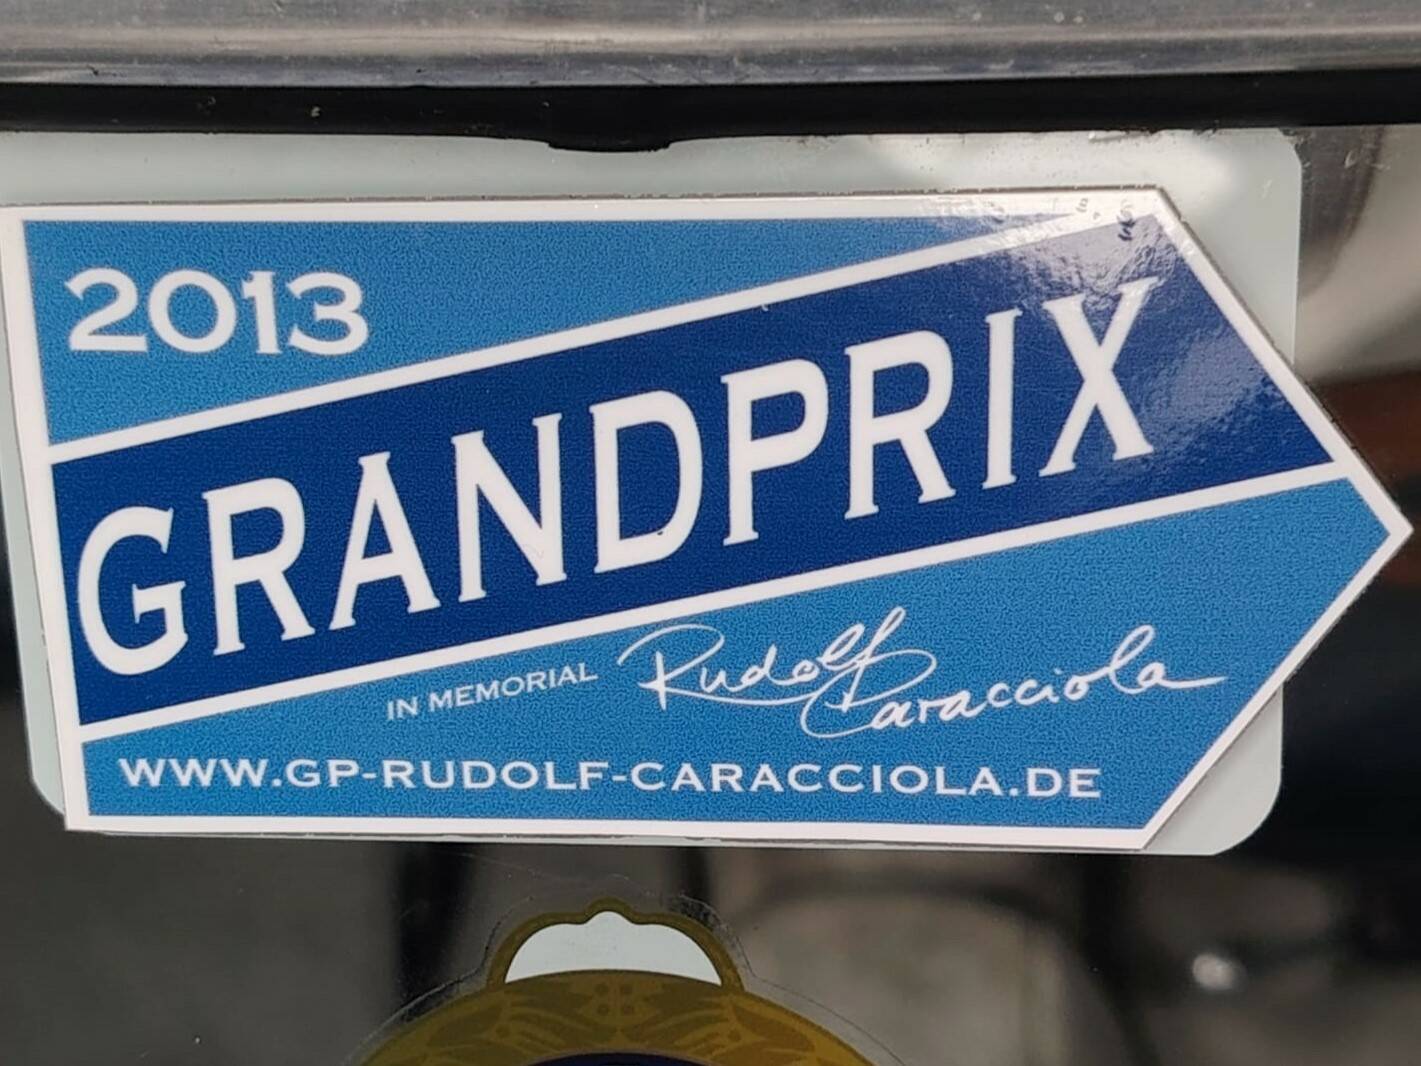 2013
GRANDPRIX
IN MEMORIAL Rudolf Caracciola
WWW.GP-RUDOLF-CARACCIOLA.DE